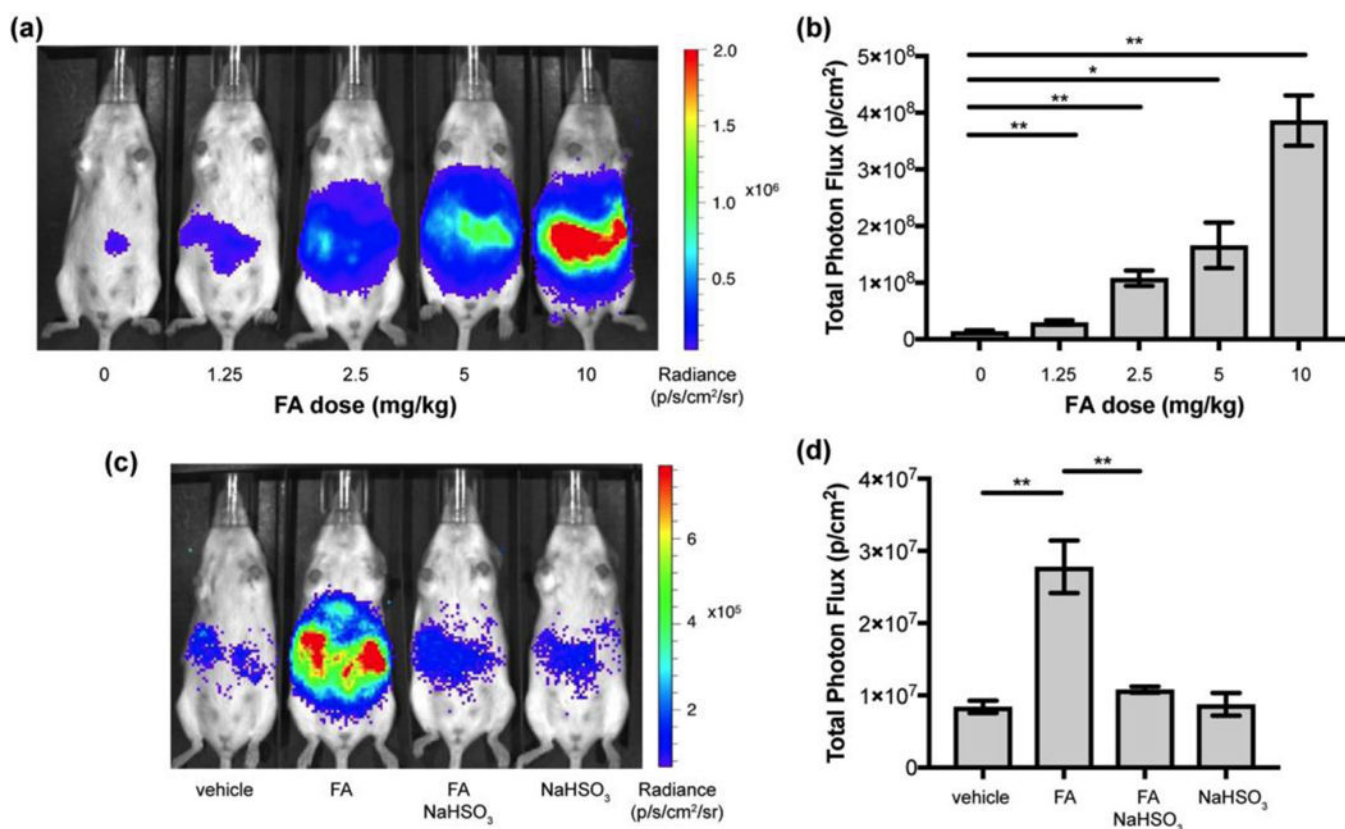 (a)
2.0
1.5
x10⁶
1.0
0.5
0
1.25
2.5
5
10
Radiance
(p/s/cm²/sr)
FA dose (mg/kg)
(b)
Total Photon Flux (p/cm²)
5×10⁸
4×10⁸
3×10⁸
2×10⁸
1×10⁸
0
**
*
**
**
0
1.25
2.5
5
10
FA dose (mg/kg)
(c)
6
x10⁵
4
2
vehicle
FA
FA
NaHSO₃
NaHSO₃
Radiance
(p/s/cm²/sr)
(d)
Total Photon Flux (p/cm²)
4×10⁷
3×10⁷
2×10⁷
1×10⁷
0
**
**
vehicle
FA
FA
NaHSO₃
NaHSO₃